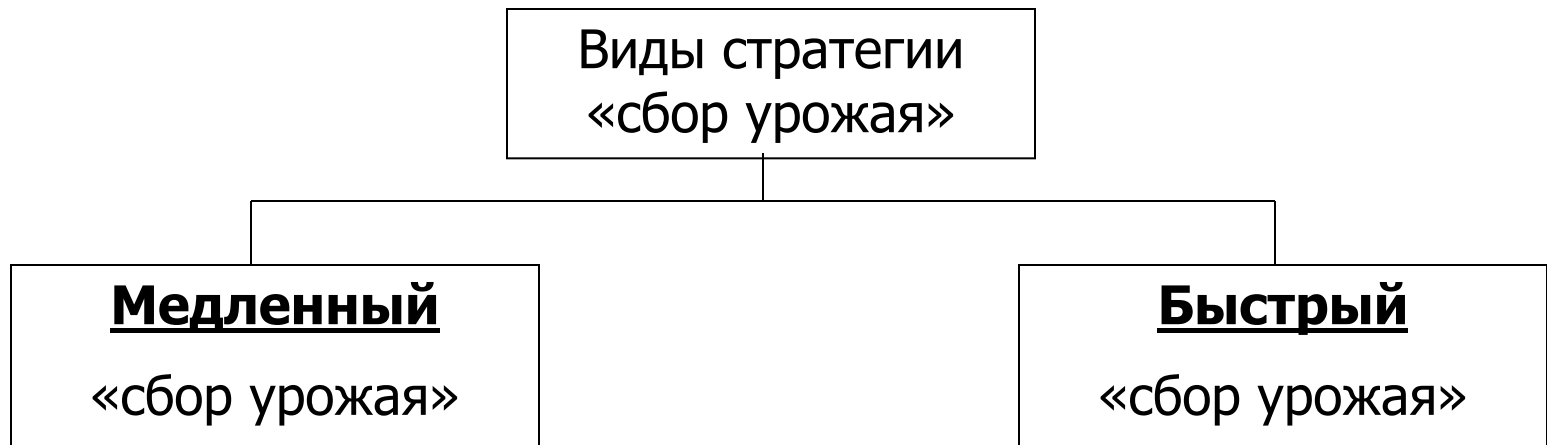 Виды стратегии
«сбор урожая»
Медленный
«сбор урожая»
Быстрый
«сбор урожая»